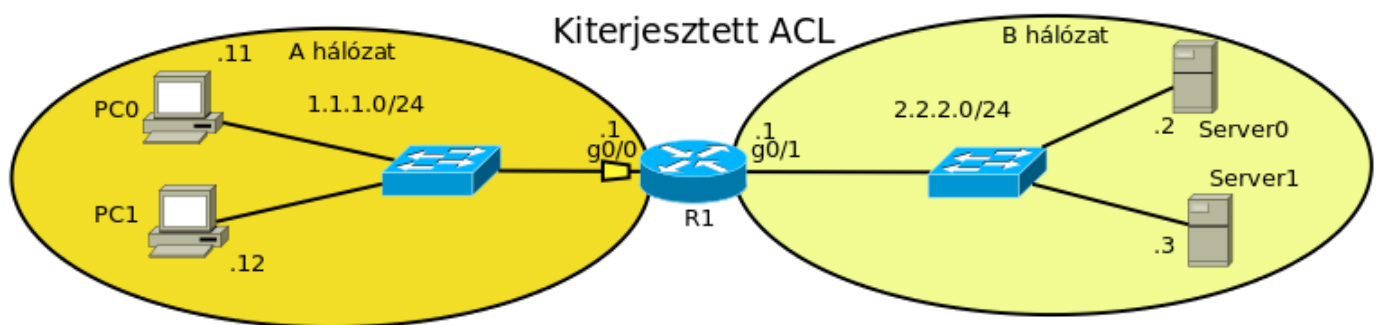 Kiterjesztett ACL
A hálózat
.11
PC0
1.1.1.0/24
.1
g0/0
PC1
.12
R1
B hálózat
2.2.2.0/24
.1
g0/1
.2
Server0
Server1
.3